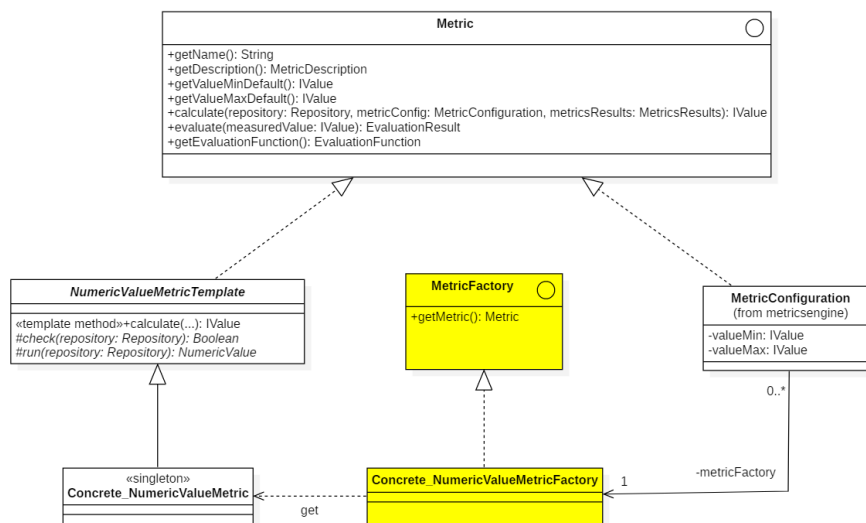 Metric
+getName(): String
+getDescription(): MetricDescription
+getValueMinDefault(): IValue
+getValueMaxDefault(): IValue
+calculate(repository: Repository, metricConfig: MetricConfiguration, metricsResults: MetricsResults): IValue
+evaluate(measuredValue: IValue): EvaluationResult
+getEvaluationFunction(): EvaluationFunction
NumericValueMetricTemplate
«template method»+calculate(...): IValue
#check(repository: Repository): Boolean
#run(repository: Repository): NumericValue
MetricFactory
+getMetric(): Metric
MetricConfiguration
(from metricsengine)
-valueMin: IValue
-valueMax: IValue
0..*
-metricFactory
1
«singleton»
Concrete_NumericValueMetric
get
Concrete_NumericValueMetricFactory